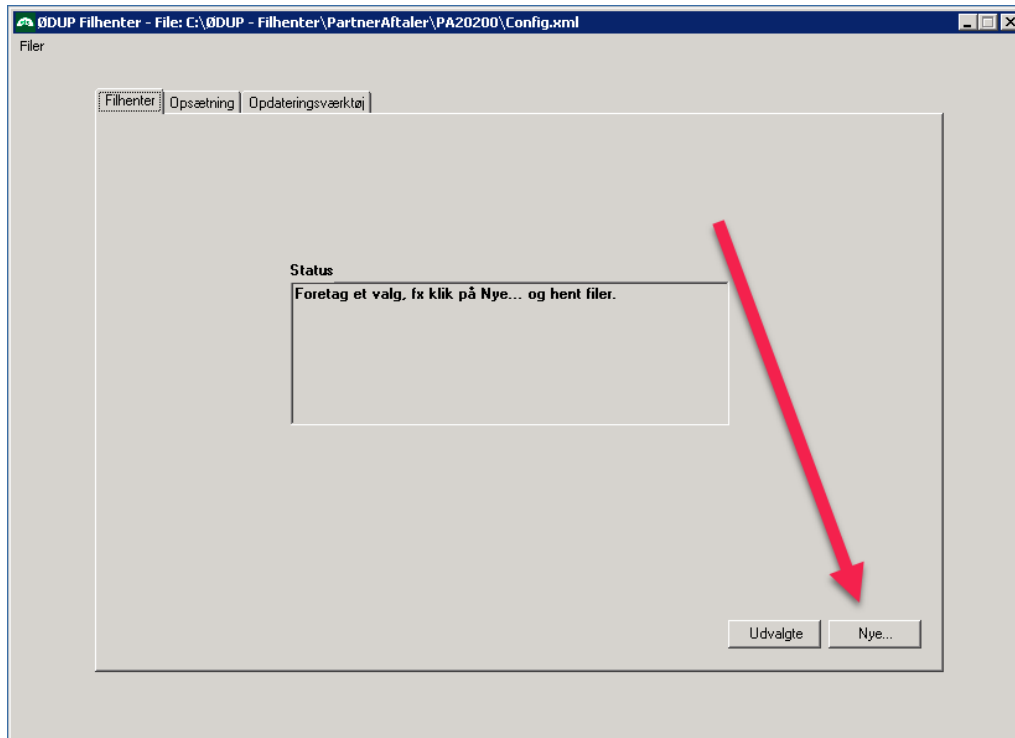 ØDUP Filhenter - File: C:\ØDUP - Filhenter\PartnerAftaler\PA20200\Config.xml
Filer
Filhenter Opsætning Opdateringsværktøj
Status
Foretag et valg, fx klik på Nye... og hent filer.
Udvalgte Nye...